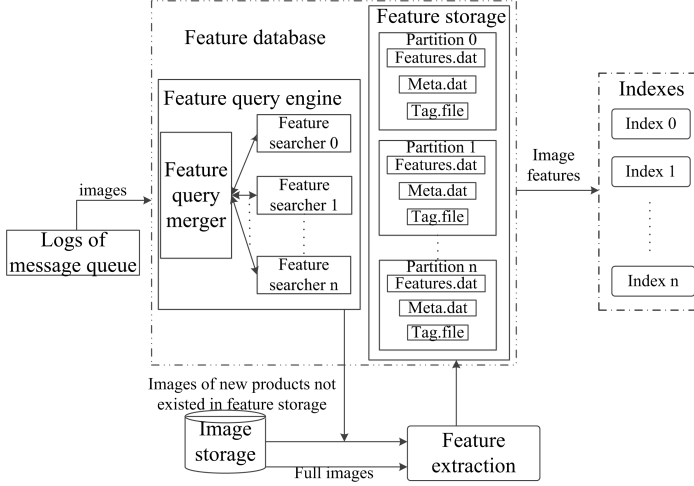 Feature database
Feature query engine
Feature
query
merger
Feature
searcher 0
Feature
searcher 1
Feature
searcher n
Feature storage
Partition 0
Features.dat
Meta.dat
Tag.file
Partition 1
Features.dat
Meta.dat
Tag.file
Partition n
Features.dat
Meta.dat
Tag.file
images
Logs of
message queue
Image
features
Indexes
Index 0
Index 1
Index n
Images of new products not
existed in feature storage
Image
storage
Full images
Feature
extraction